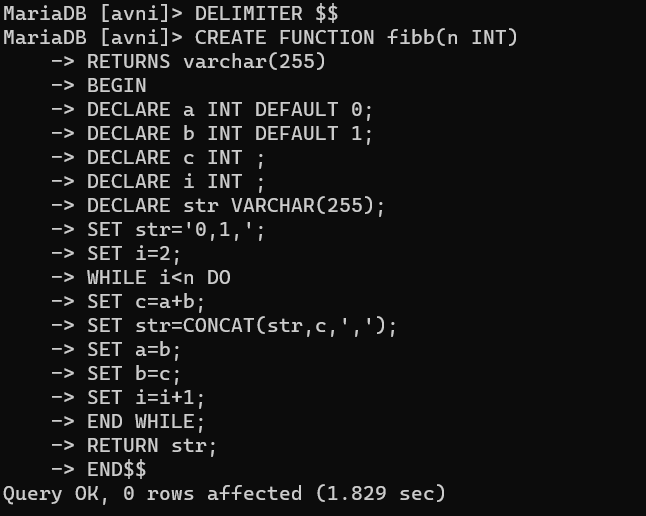 MariaDB [avni]> DELIMITER $$
MariaDB [avni]> CREATE FUNCTION fibb(n INT)
    -> RETURNS varchar(255)
    -> BEGIN
    -> DECLARE a INT DEFAULT 0;
    -> DECLARE b INT DEFAULT 1;
    -> DECLARE c INT ;
    -> DECLARE i INT ;
    -> DECLARE str VARCHAR(255);
    -> SET str='0,1,';
    -> SET i=2;
    -> WHILE i<n DO
    -> SET c=a+b;
    -> SET str=CONCAT(str,c,',');
    -> SET a=b;
    -> SET b=c;
    -> SET i=i+1;
    -> END WHILE;
    -> RETURN str;
    -> END$$
Query OK, 0 rows affected (1.829 sec)